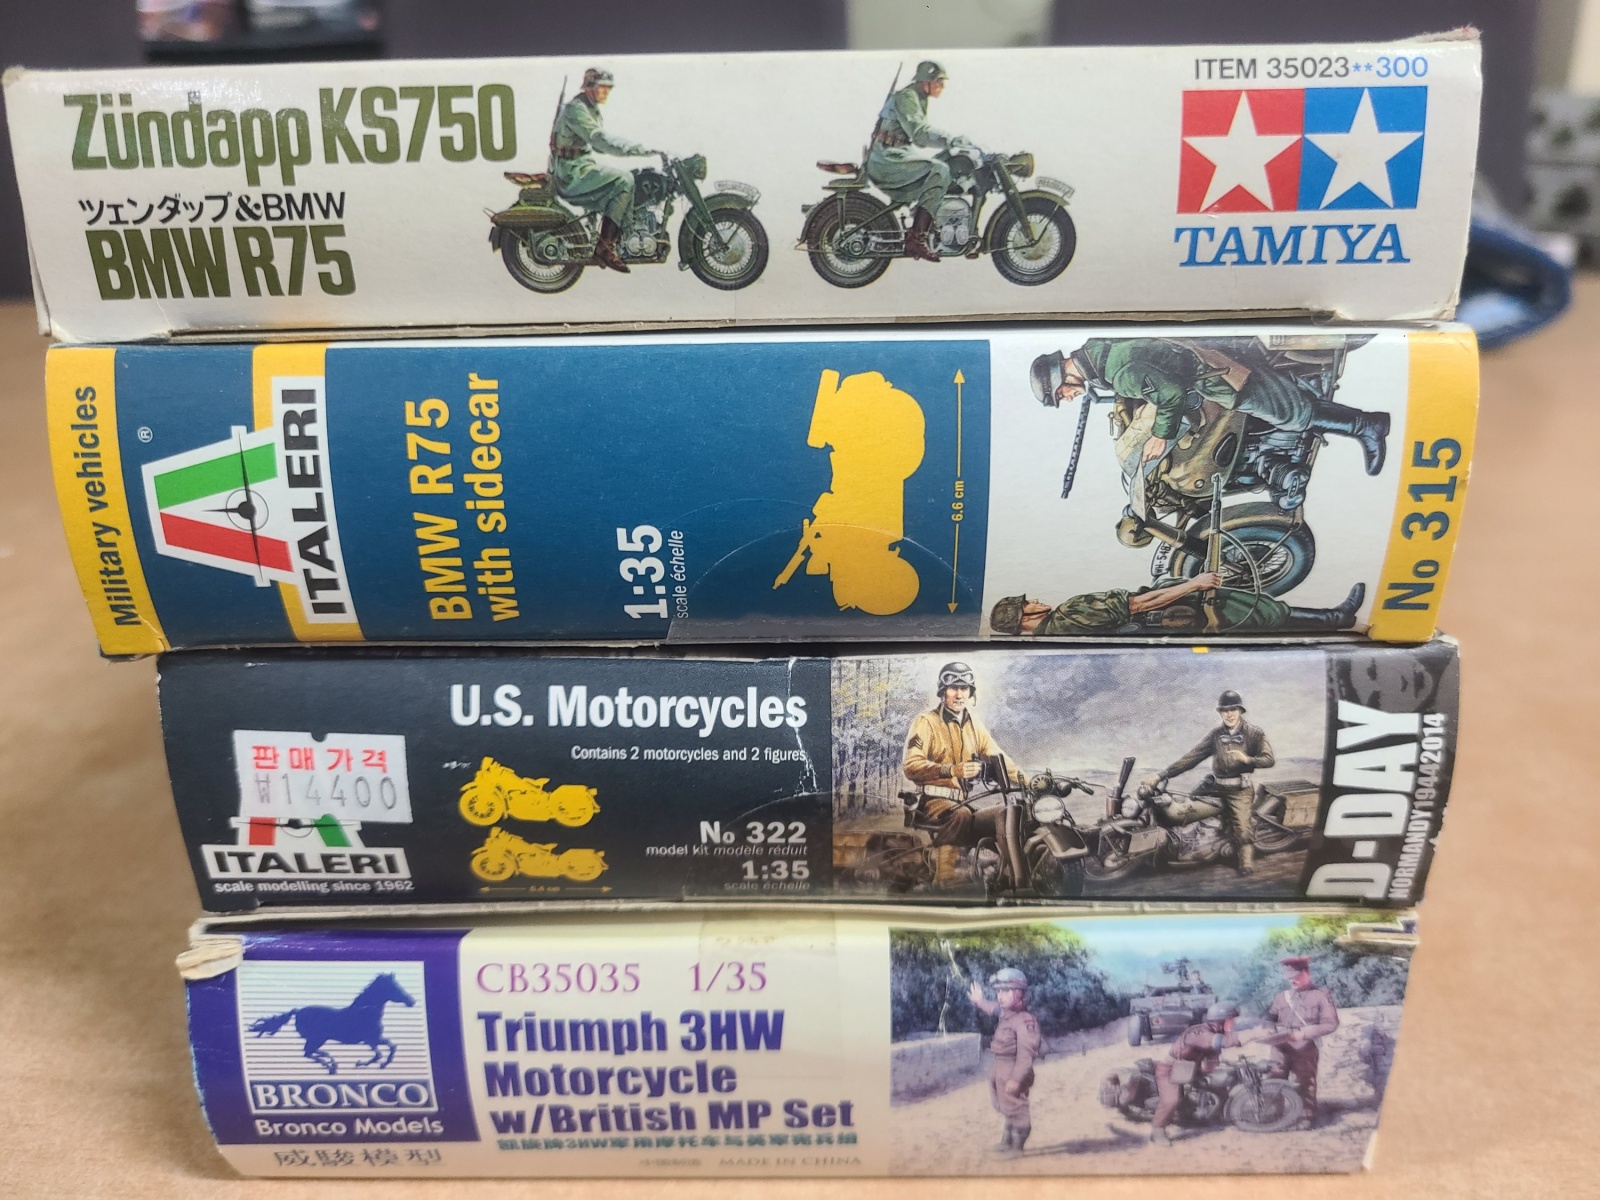 Zündapp KS750
ツェンダップ&BMW
BMW R75
ITEM 35023**300
TAMIYA
Military vehicles
®
ITALERI
BMW R75
with sidecar
1:35
scale échelle
6.6 cm
No 315
U.S. Motorcycles
Contains 2 motorcycles and 2 figures
판매가격
₩14400
ITALERI
scale modelling since 1962
No 322
model kit modèle réduit
1:35
scale échelle
D-DAY
NORMANDY 1944 2014
BRONCO
Bronco Models
威駿模型
CB35035 1/35
Triumph 3HW
Motorcycle
w/British MP Set
MADE IN CHINA